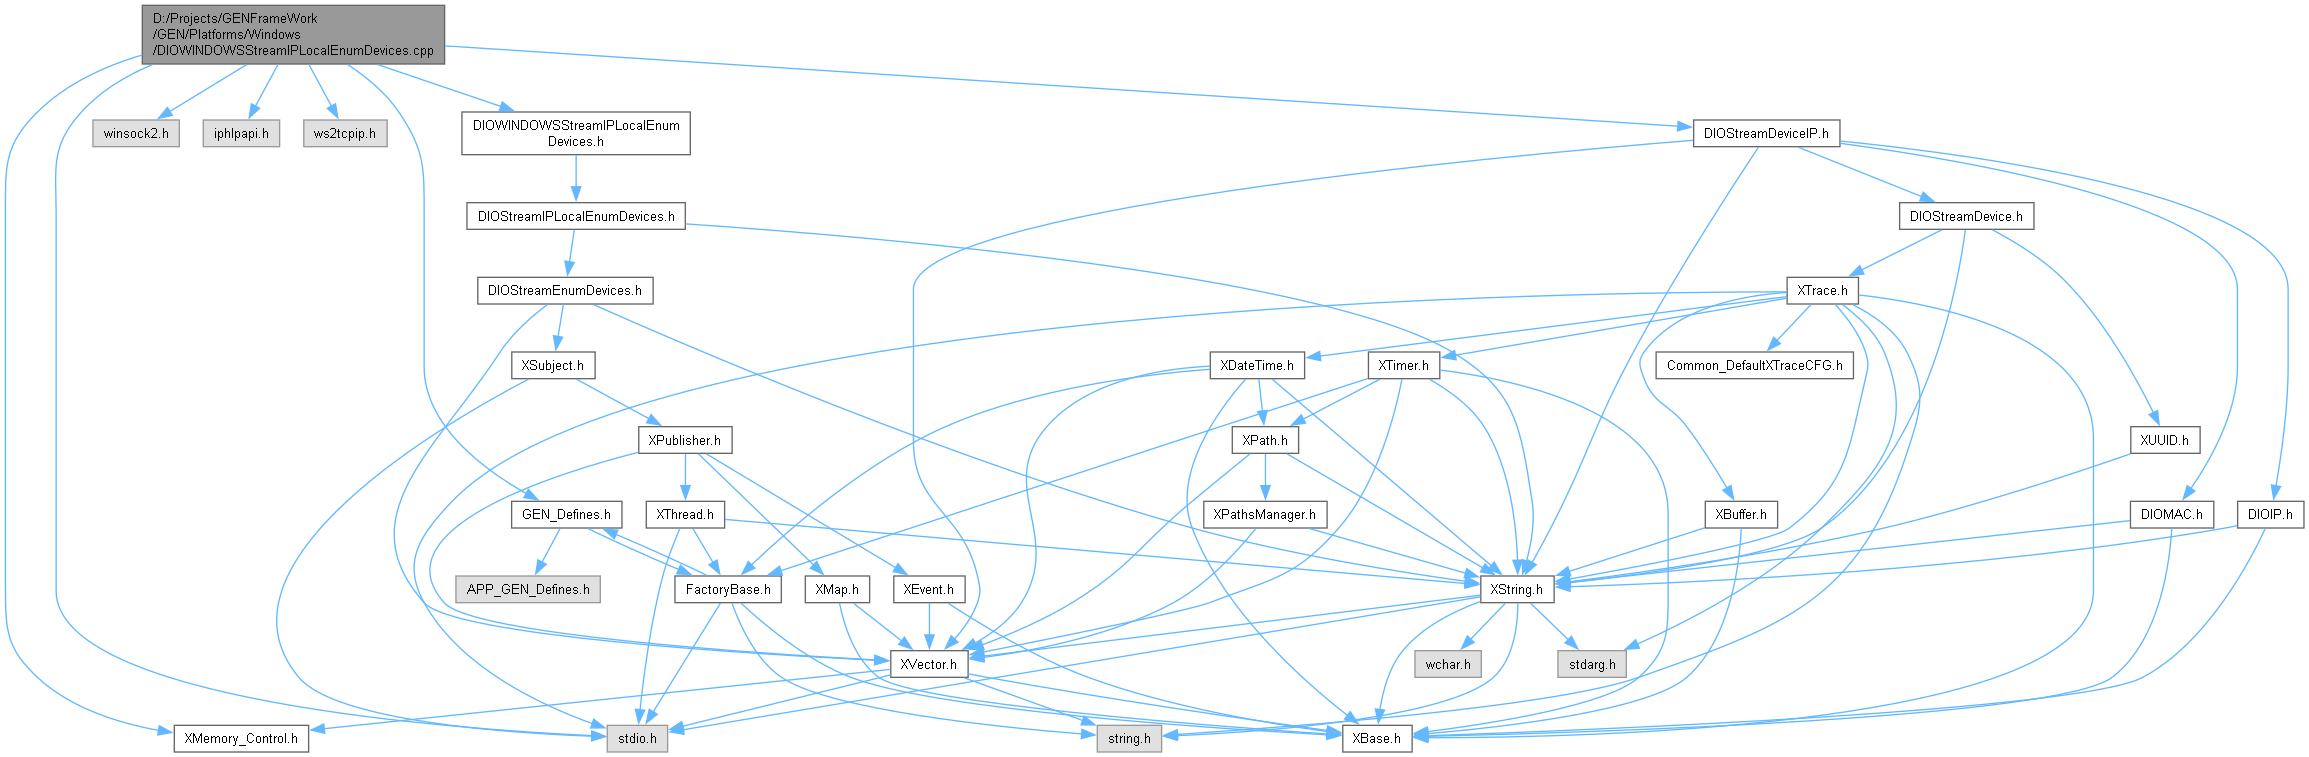 D:/Projects/GENFrameWork
/GEN/Platforms/Windows
/DIOWINDOWSStreamIPLocalEnumDevices.cpp
winsock2.h
iphlpapi.h
ws2tcpip.h
DIOWINDOWSStreamIPLocalEnum
Devices.h
DIOStreamDeviceIP.h
DIOStreamIPLocalEnumDevices.h
DIOStreamDevice.h
DIOStreamEnumDevices.h
XTrace.h
XSubject.h
XDateTime.h
XTimer.h
Common_DefaultXTraceCFG.h
XPublisher.h
XPath.h
XUUID.h
GEN_Defines.h
XThread.h
XPathsManager.h
XBuffer.h
DIOMAC.h
DIOIP.h
APP_GEN_Defines.h
FactoryBase.h
XMap.h
XEvent.h
XString.h
XVector.h
wchar.h
stdarg.h
XMemory_Control.h
stdio.h
string.h
XBase.h